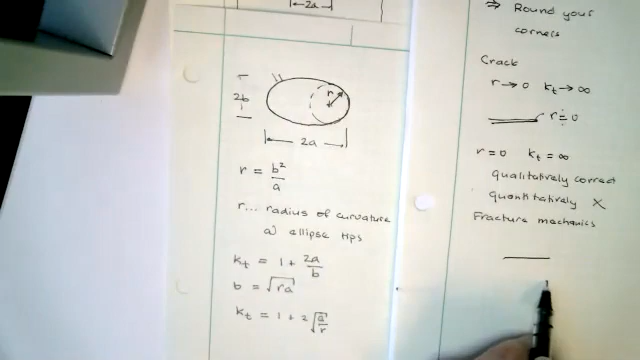 2a
2b
r
2a
r = b²/a
r... radius of curvature
@ ellipse tips
kt = 1 + 2a/b
b = √ra
kt = 1 + 2√a/r
⇒ Round your
corners
Crack
r→0 kt→∞
r ≐ 0
r=0 kt=∞
qualitatively correct
quantitatively ✗
Fracture mechanics